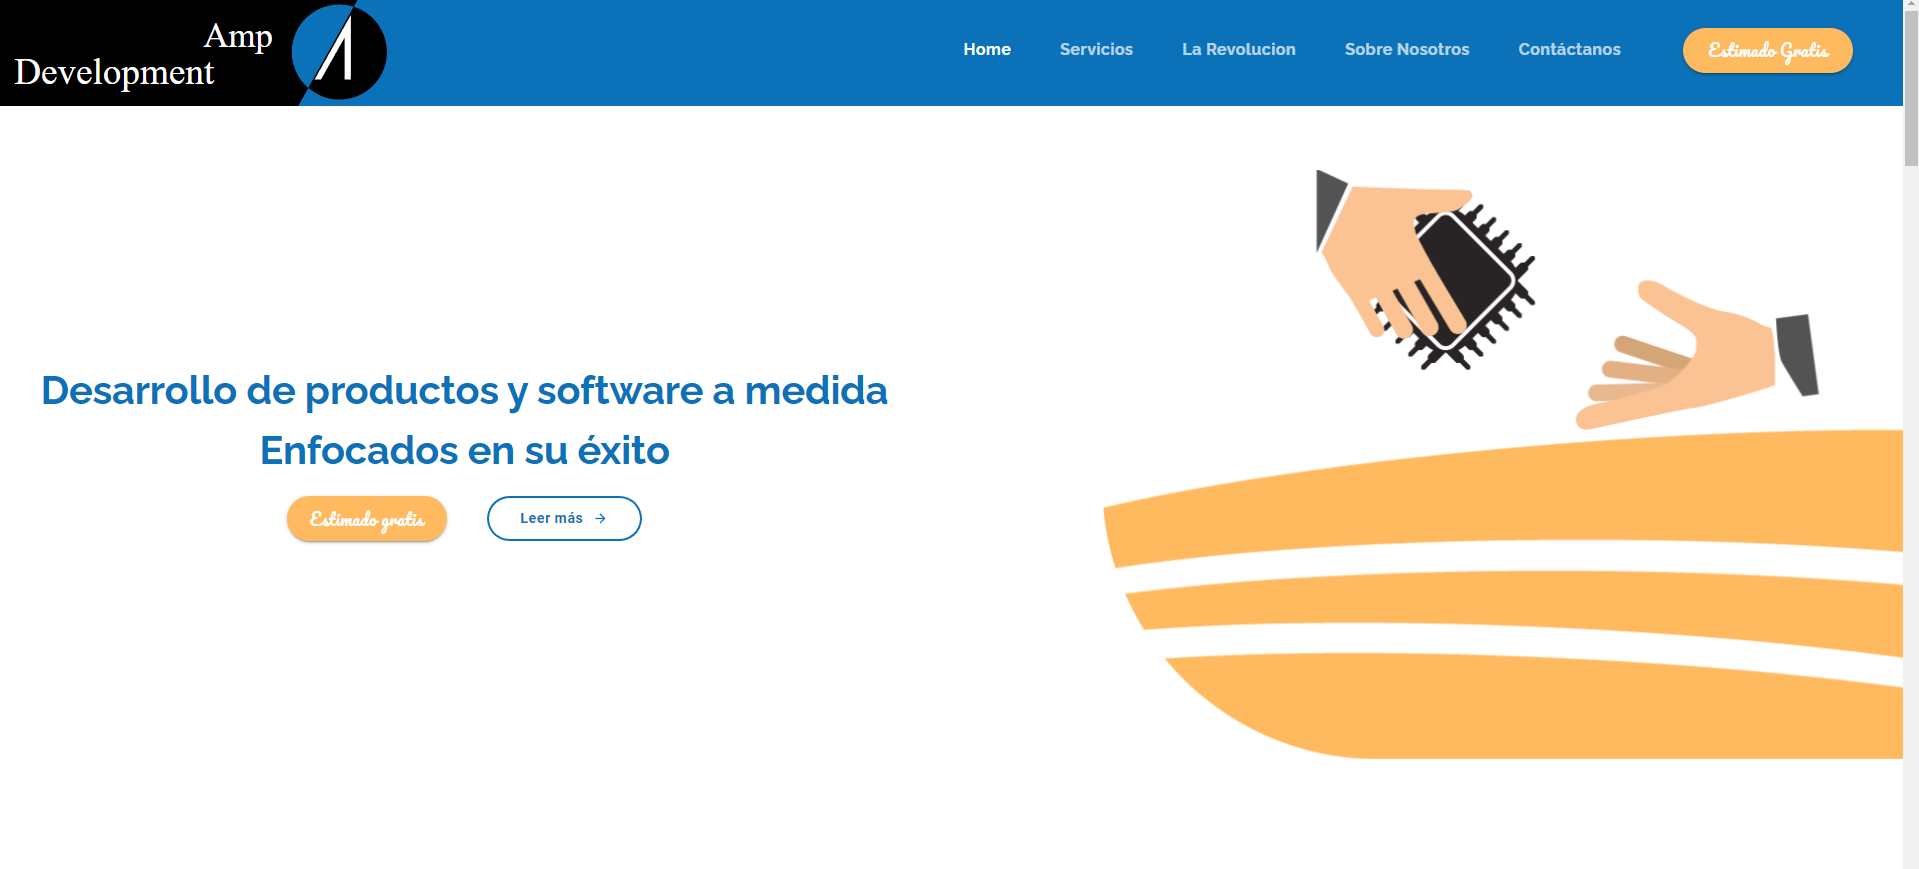 Amp
Development
Home
Servicios
La Revolucion
Sobre Nosotros
Contáctanos
Estimado Gratis
Desarrollo de productos y software a medida
Enfocados en su éxito
Estimado gratis
Leer más →